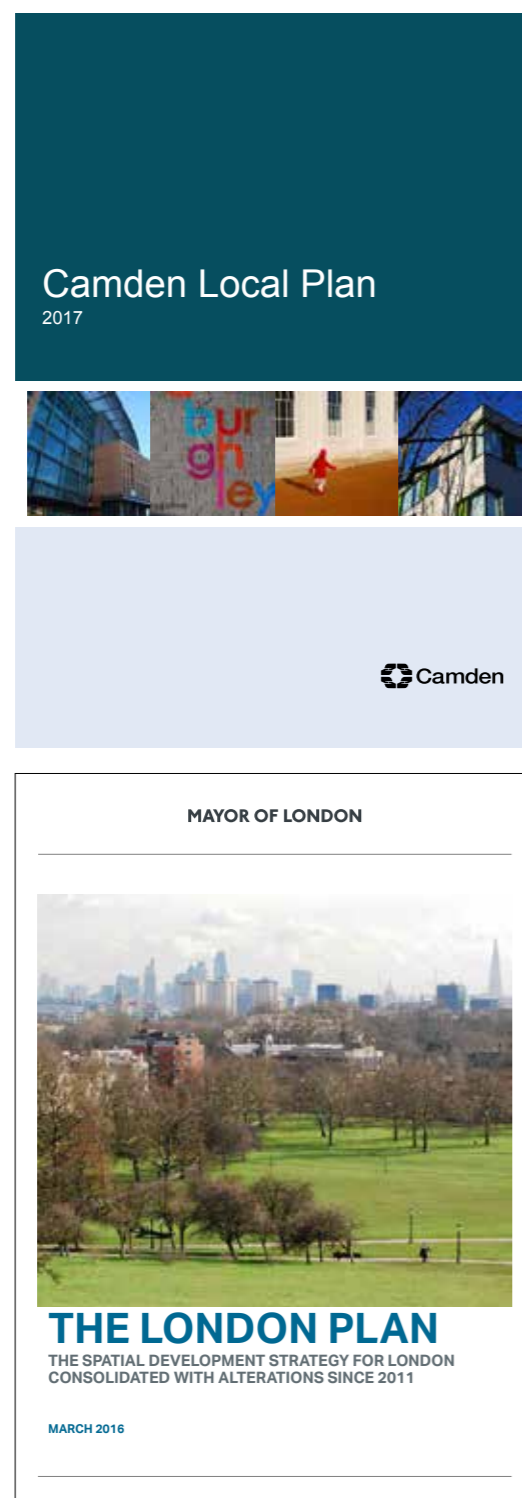 Camden Local Plan
2017
bur
gh
ley
Camden
MAYOR OF LONDON
THE LONDON PLAN
THE SPATIAL DEVELOPMENT STRATEGY FOR LONDON
CONSOLIDATED WITH ALTERATIONS SINCE 2011
MARCH 2016